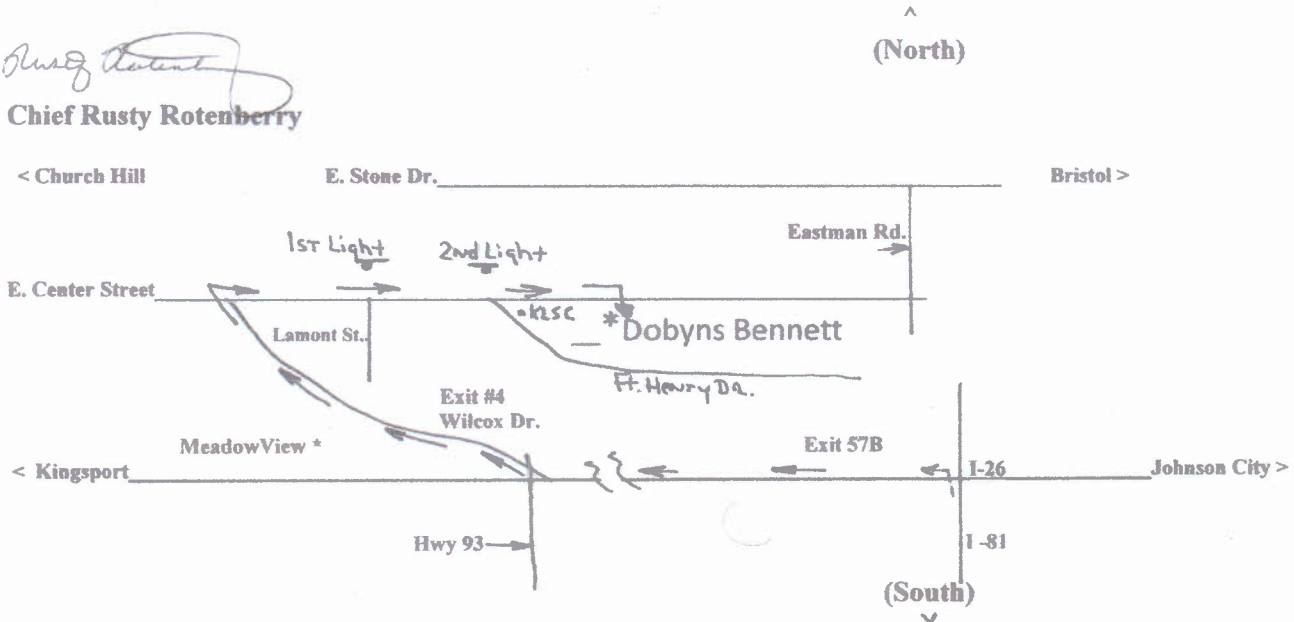 ^
(North)
Rusty Rotenberry
Chief Rusty Rotenberry
< Church Hill E. Stone Dr. Bristol >
Eastman Rd.
1ST Light 2nd Light
E. Center Street
*Dobyns Bennett
Lamont St..
Ft. Henry DR.
Exit #4
Wilcox Dr.
MeadowView * Exit 57B
< Kingsport I-26 Johnson City >
Hwy 93 I -81
(South)
v